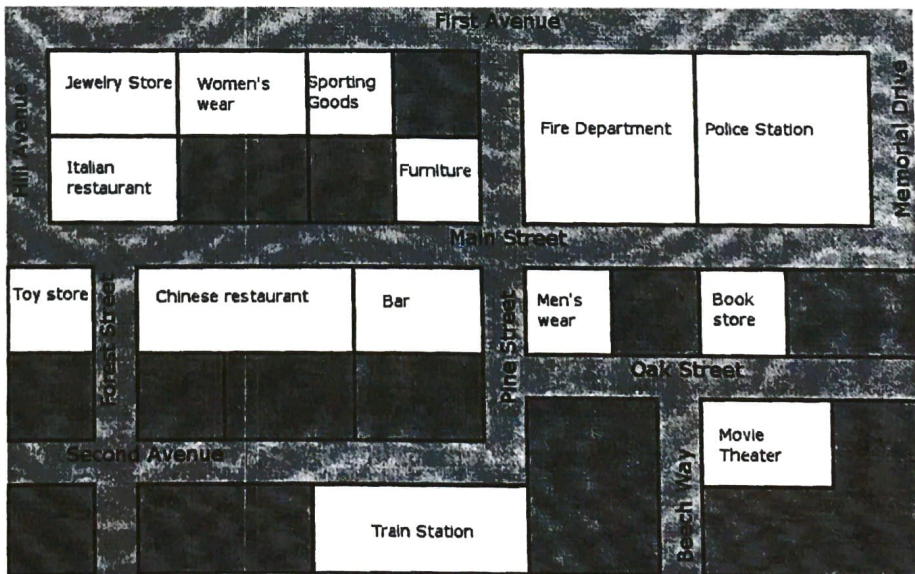 First Avenue
Jewelry Store
Women's
wear
Sporting
Goods
Fire Department
Police Station
Hill Avenue
Memorial Drive
Italian
restaurant
Furniture
Main Street
Toy store
Forest Street
Chinese restaurant
Bar
Pine Street
Men's
wear
Book
store
Oak Street
Second Avenue
Movie
Theater
Beech Way
Train Station